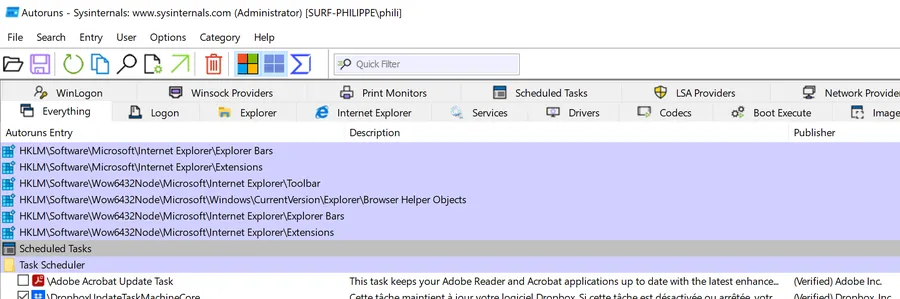 Autoruns - Sysinternals: www.sysinternals.com (Administrator) [SURF-PHILIPPE\phili]
File Search Entry User Options Category Help
Quick Filter
WinLogon Winsock Providers Print Monitors Scheduled Tasks LSA Providers Network Provider
Everything Logon Explorer Internet Explorer Services Drivers Codecs Boot Execute Image
Autoruns Entry Description Publisher
HKLM\Software\Microsoft\Internet Explorer\Explorer Bars
HKLM\Software\Microsoft\Internet Explorer\Extensions
HKLM\Software\Wow6432Node\Microsoft\Internet Explorer\Toolbar
HKLM\Software\Wow6432Node\Microsoft\Windows\CurrentVersion\Explorer\Browser Helper Objects
HKLM\Software\Wow6432Node\Microsoft\Internet Explorer\Explorer Bars
HKLM\Software\Wow6432Node\Microsoft\Internet Explorer\Extensions
Scheduled Tasks
Task Scheduler
\Adobe Acrobat Update Task This task keeps your Adobe Reader and Acrobat applications up to date with the latest enhance... (Verified) Adobe Inc.
\DropboxUpdateTaskMachineCore Cette tâche maintient à jour votre logiciel Dropbox. Si cette tâche est désactivée ou arrêtée, votr... (Verified) Dropbox Inc.